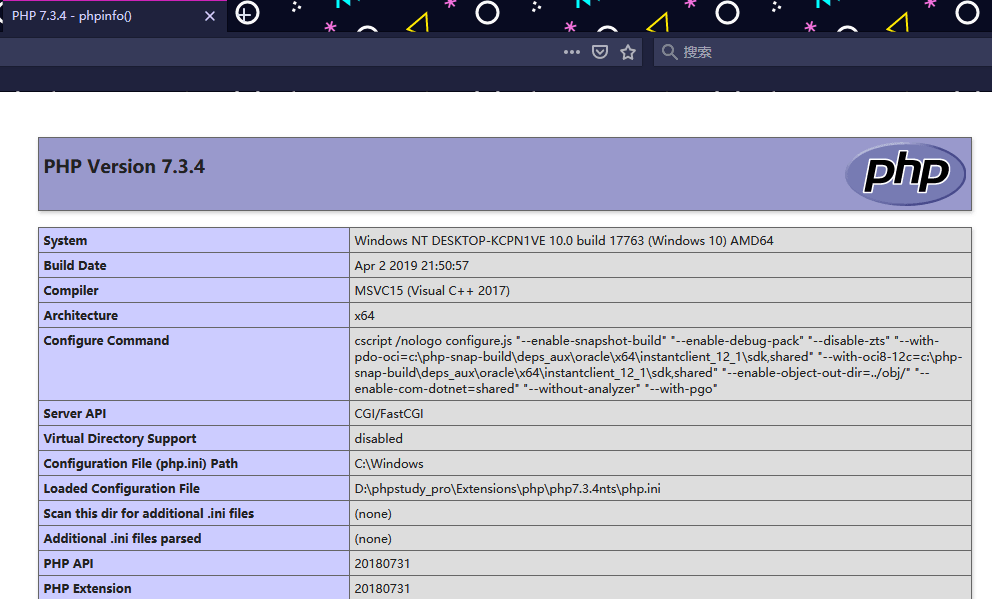 PHP 7.3.4 - phpinfo()
搜索
PHP Version 7.3.4
php
System Windows NT DESKTOP-KCPN1VE 10.0 build 17763 (Windows 10) AMD64
Build Date Apr 2 2019 21:50:57
Compiler MSVC15 (Visual C++ 2017)
Architecture x64
Configure Command cscript /nologo configure.js "--enable-snapshot-build" "--enable-debug-pack" "--disable-zts" "--with-
pdo-oci=c:\php-snap-build\deps_aux\oracle\x64\instantclient_12_1\sdk,shared" "--with-oci8-12c=c:\php-
snap-build\deps_aux\oracle\x64\instantclient_12_1\sdk,shared" "--enable-object-out-dir=../obj/" "--
enable-com-dotnet=shared" "--without-analyzer" "--with-pgo"
Server API CGI/FastCGI
Virtual Directory Support disabled
Configuration File (php.ini) Path C:\Windows
Loaded Configuration File D:\phpstudy_pro\Extensions\php\php7.3.4nts\php.ini
Scan this dir for additional .ini files (none)
Additional .ini files parsed (none)
PHP API 20180731
PHP Extension 20180731